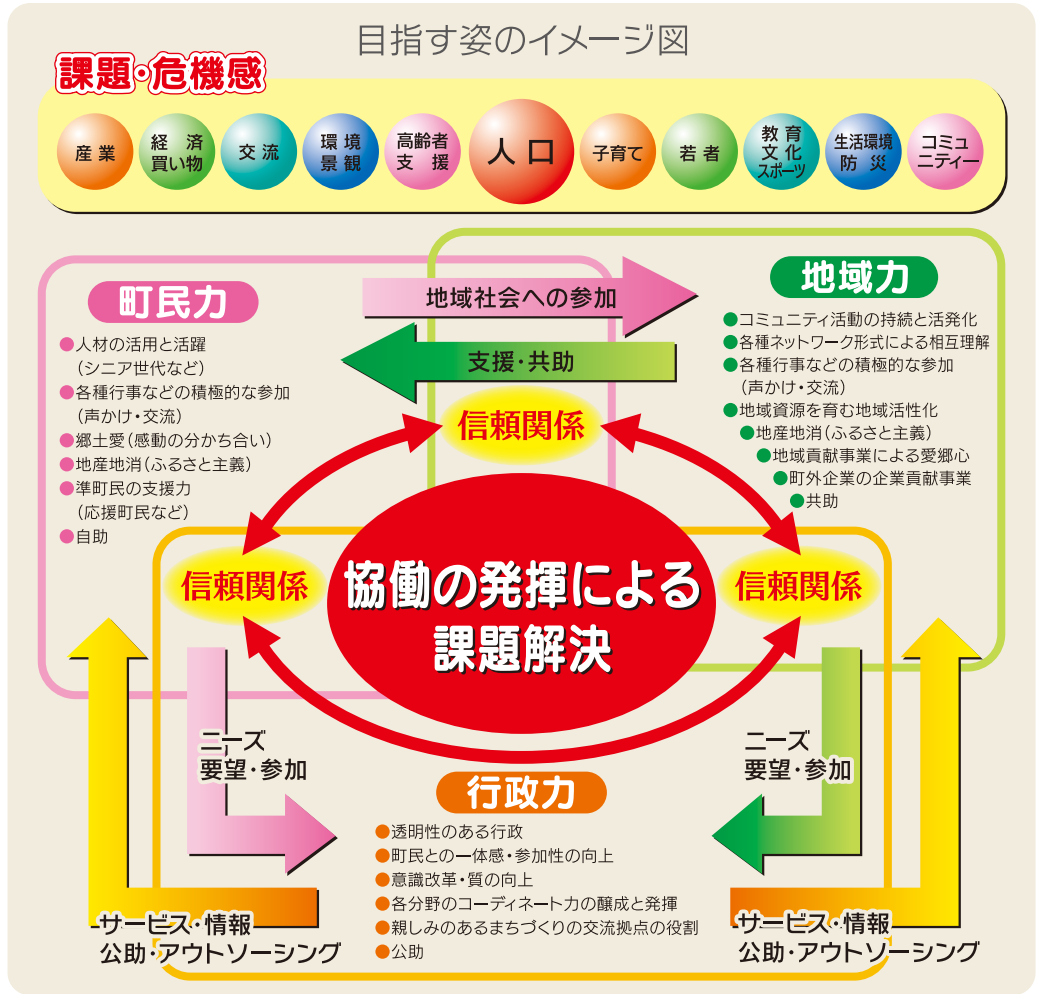 目指す姿のイメージ図
課題・危機感
産業
経済
買い物
交流
環境
景観
高齢者
支援
人口
子育て
若者
教育
文化
スポーツ
生活環境
防災
コミュ
ニティー
町民力
●人材の活用と活躍
（シニア世代など）
●各種行事などの積極的な参加
（声かけ・交流）
●郷土愛（感動の分かち合い）
●地産地消（ふるさと主義）
●準町民の支援力
（応援町民など）
●自助
地域社会への参加
支援・共助
地域力
●コミュニティ活動の持続と活発化
●各種ネットワーク形式による相互理解
●各種行事などの積極的な参加
（声かけ・交流）
●地域資源を育む地域活性化
●地産地消（ふるさと主義）
●地域貢献事業による愛郷心
●町外企業の企業貢献事業
●共助
信頼関係
信頼関係
信頼関係
協働の発揮による
課題解決
ニーズ
要望・参加
ニーズ
要望・参加
行政力
●透明性のある行政
●町民との一体感・参加性の向上
●意識改革・質の向上
●各分野のコーディネート力の醸成と発揮
●親しみのあるまちづくりの交流拠点の役割
●公助
サービス・情報
公助・アウトソーシング
サービス・情報
公助・アウトソーシング